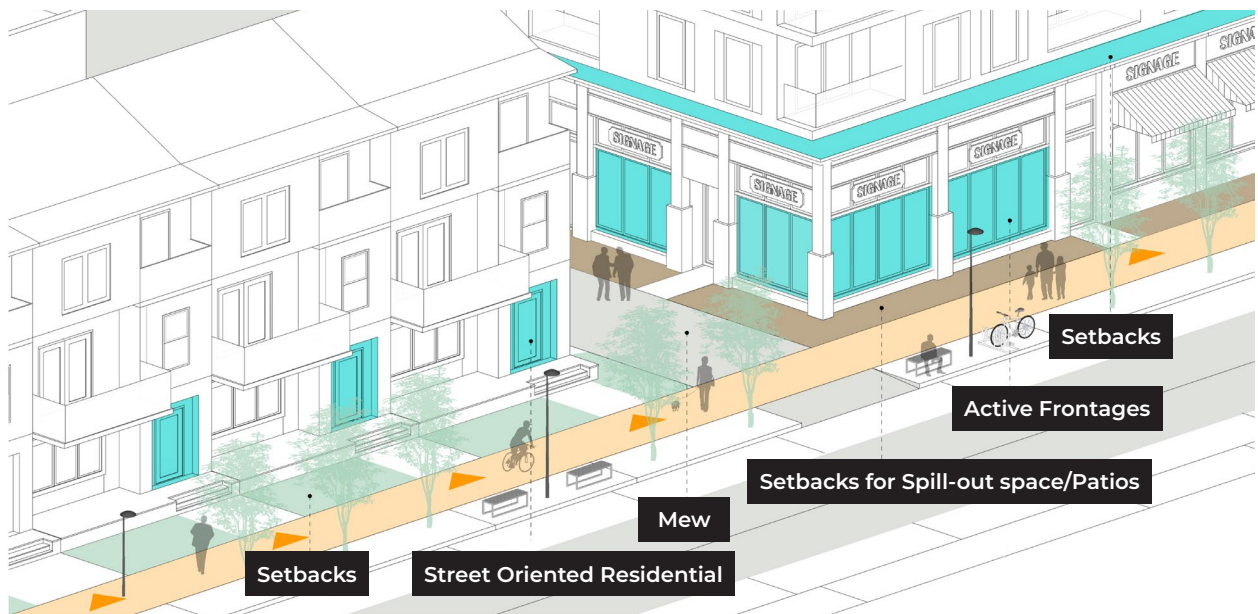 SIGNAGE
SIGNAGE
SIGNAGE
SIGNAGE
SIGNAGE
SIGNAGE
Setbacks
Active Frontages
Setbacks for Spill-out space/Patios
Mew
Setbacks
Street Oriented Residential